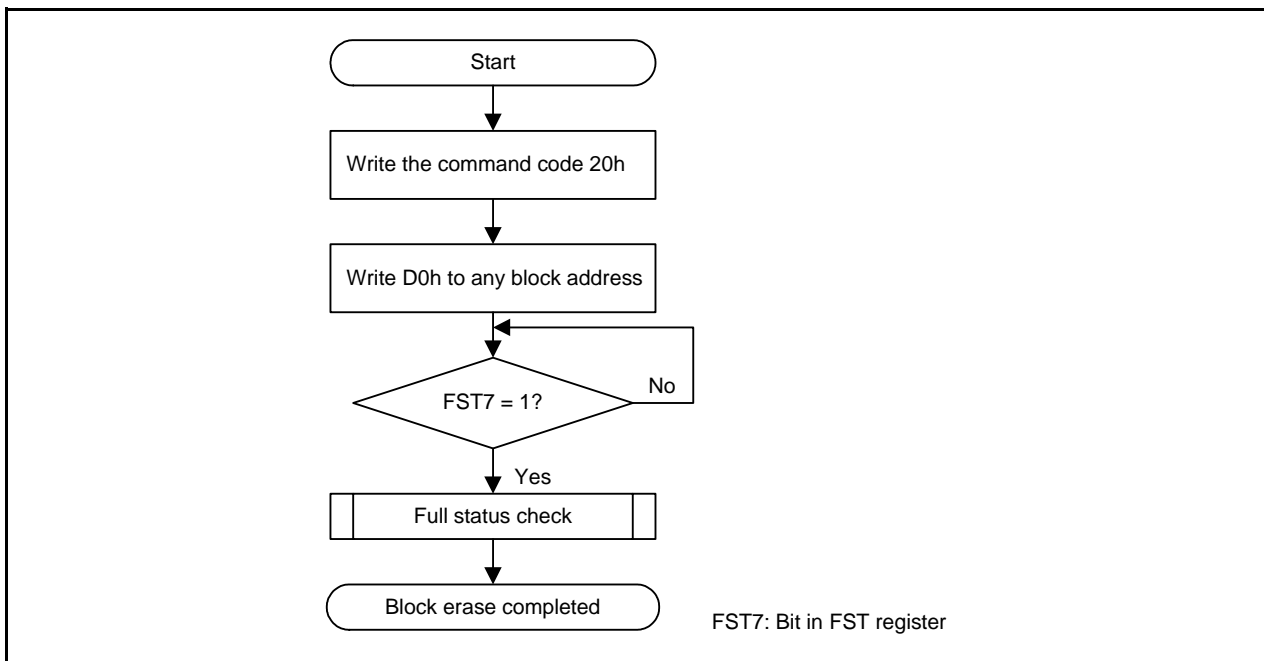 Start
Write the command code 20h
Write D0h to any block address
FST7 = 1?
No
Yes
Full status check
Block erase completed
FST7: Bit in FST register